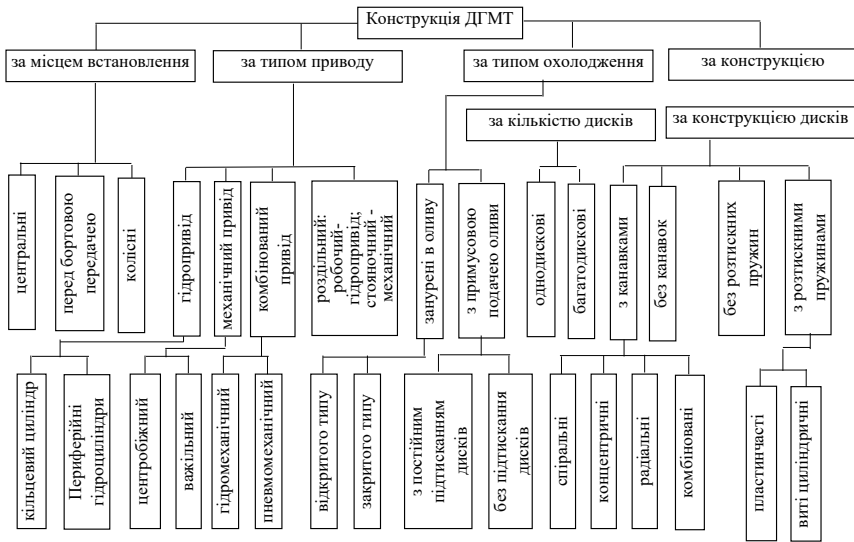 Конструкція ДГМТ
за місцем встановлення
за типом приводу
за типом охолодження
за конструкцією
за кількістю дисків
за конструкцією дисків
центральні
перед бортовою
передачею
колісні
гідропривід
механічний привід
комбінований
привід
роздільний:
робочий-
гідропривід;
стояночний -
механічний
занурені в оливу
з примусовою
подачею оливи
однодискові
багатодискові
з канавками
без канавок
без розтискних
пружин
з розтискними
пружинами
кільцевий циліндр
Периферійні
гідроциліндри
центробіжний
важільний
гідромеханічний
пневмомеханічний
відкритого типу
закритого типу
з постійним
підтисканням
дисків
без підтискання
дисків
спіральні
концентричні
радіальні
комбіновані
пластинчасті
виті циліндричні